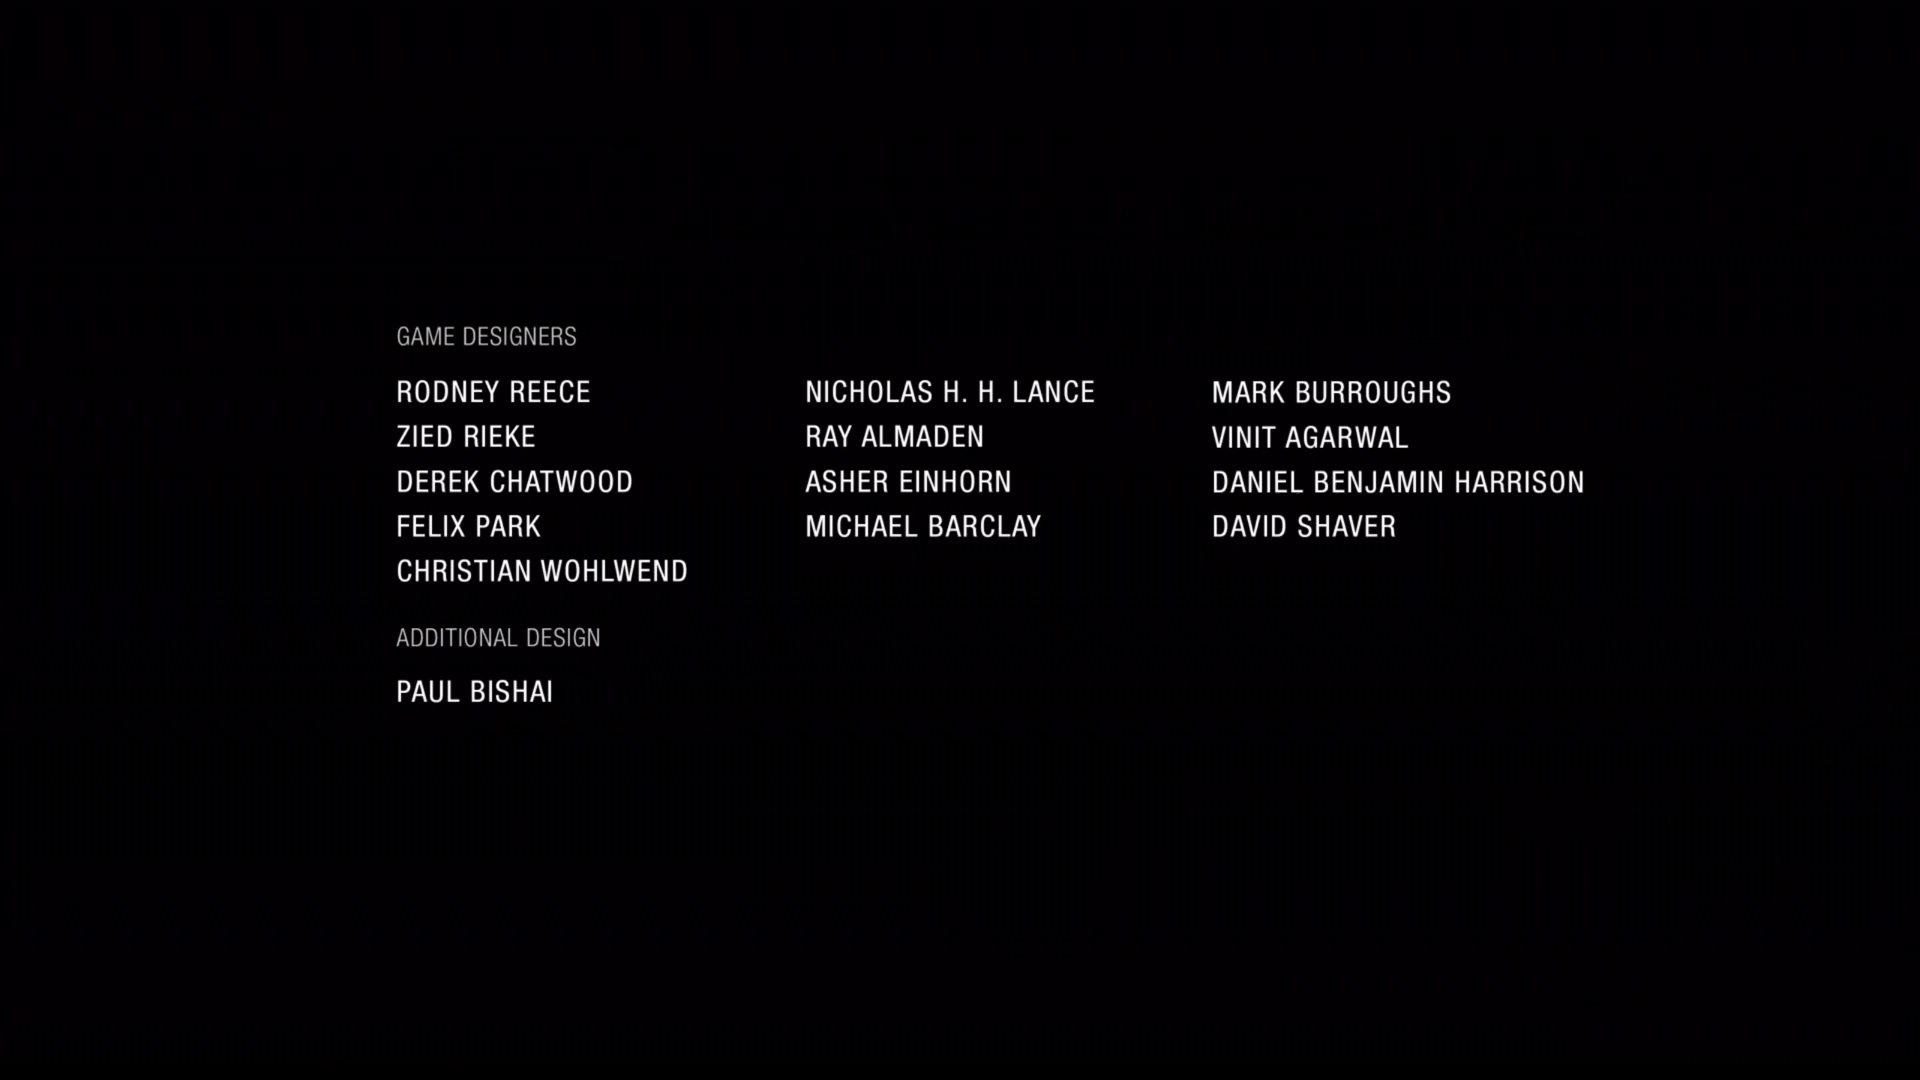 GAME DESIGNERS
RODNEY REECE
ZIED RIEKE
DEREK CHATWOOD
FELIX PARK
CHRISTIAN WOHLWEND
NICHOLAS H. H. LANCE
RAY ALMADEN
ASHER EINHORN
MICHAEL BARCLAY
MARK BURROUGHS
VINIT AGARWAL
DANIEL BENJAMIN HARRISON
DAVID SHAVER
ADDITIONAL DESIGN
PAUL BISHAI